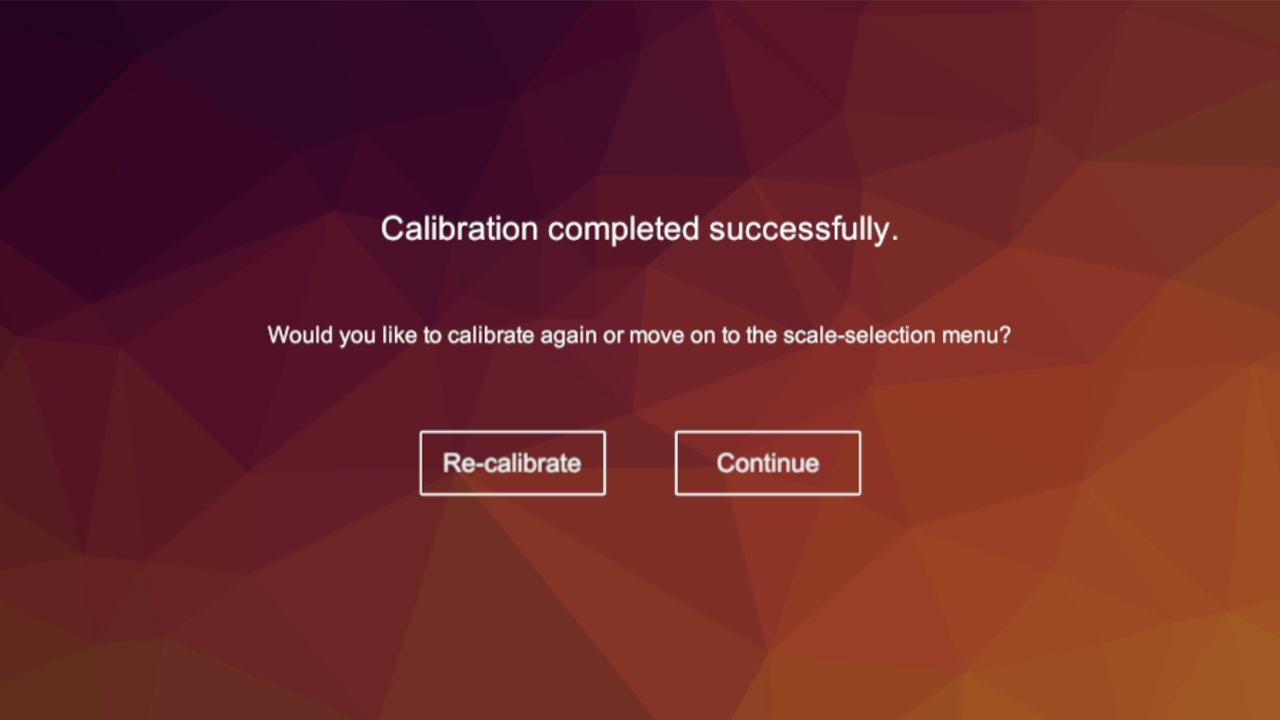 Calibration completed successfully.
Would you like to calibrate again or move on to the scale-selection menu?
Re-calibrate
Continue